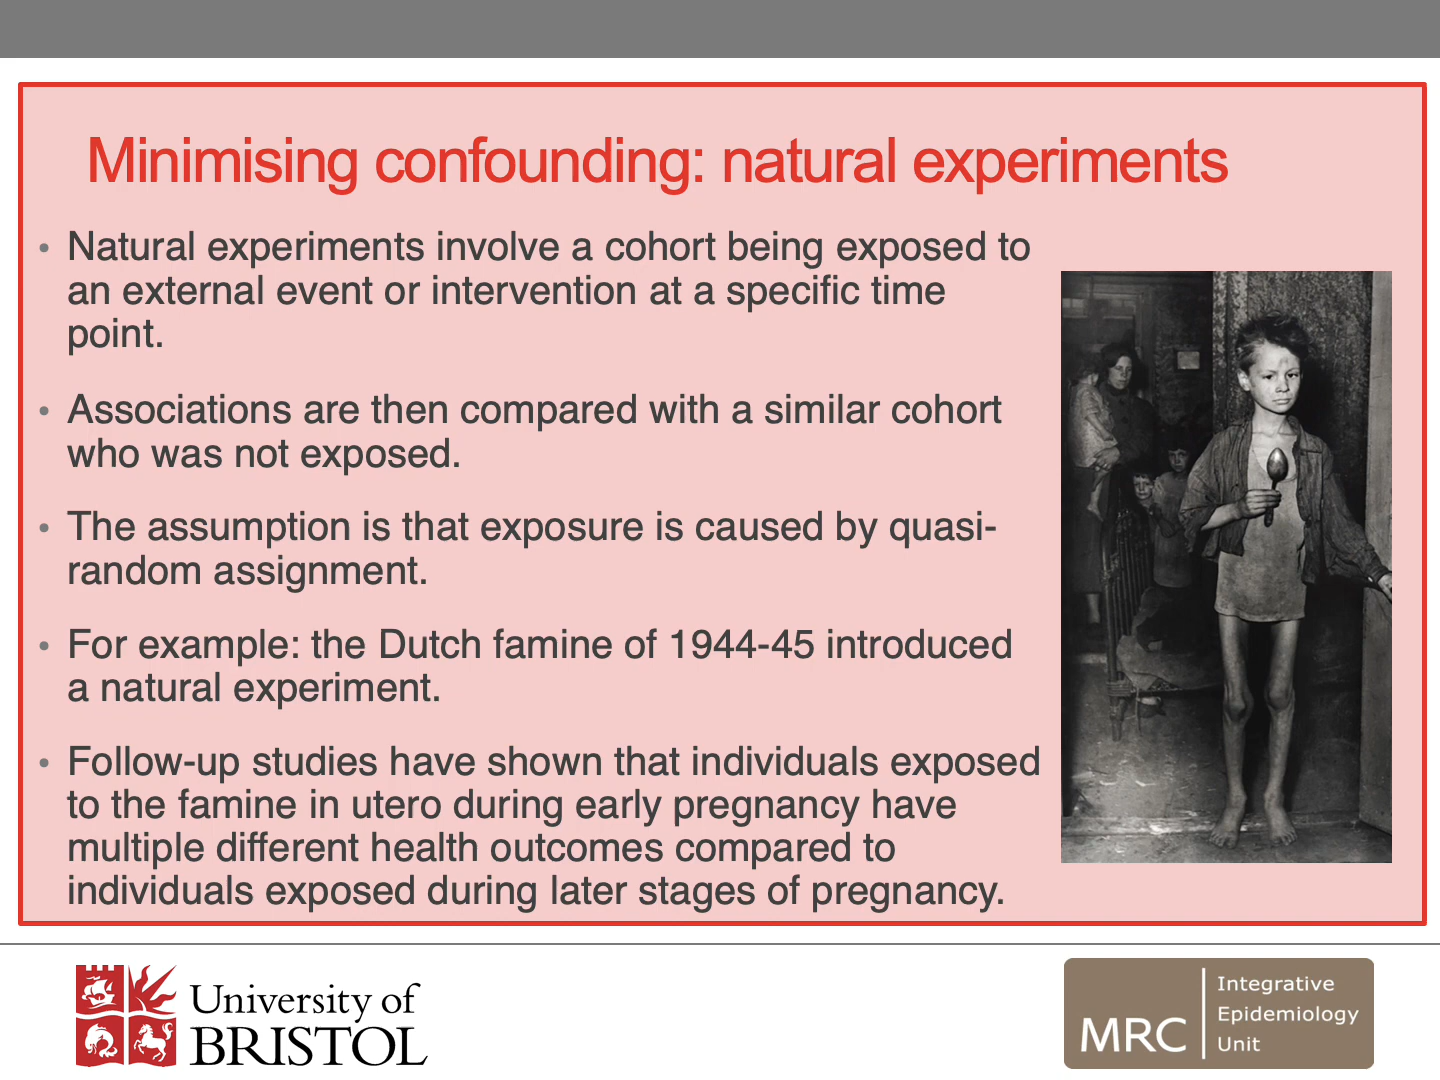 Minimising confounding: natural experiments
• Natural experiments involve a cohort being exposed to
an external event or intervention at a specific time
point.
• Associations are then compared with a similar cohort
who was not exposed.
• The assumption is that exposure is caused by quasi-
random assignment.
• For example: the Dutch famine of 1944-45 introduced
a natural experiment.
• Follow-up studies have shown that individuals exposed
to the famine in utero during early pregnancy have
multiple different health outcomes compared to
individuals exposed during later stages of pregnancy.
University of
BRISTOL
MRC
Integrative
Epidemiology
Unit